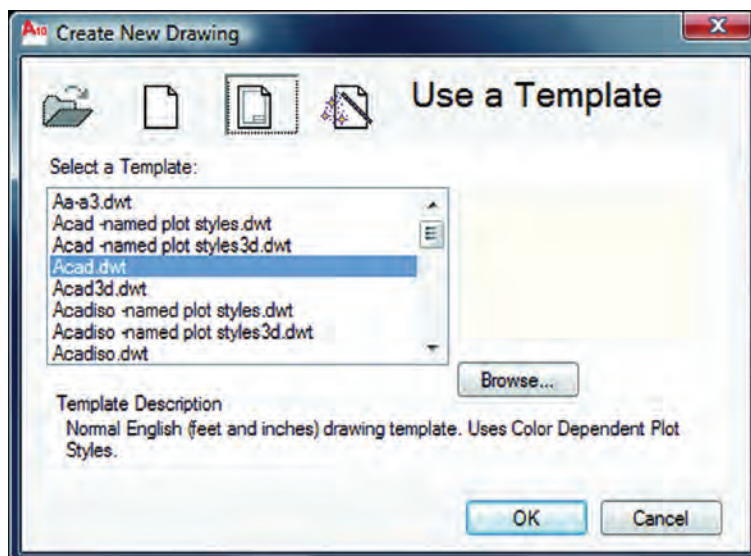 A10 Create New Drawing
Use a Template
Select a Template:
Aa-a3.dwt
Acad -named plot styles.dwt
Acad -named plot styles3d.dwt
Acad.dwt
Acad3d.dwt
Acadiso -named plot styles.dwt
Acadiso -named plot styles3d.dwt
Acadiso.dwt
Browse...
Template Description
Normal English (feet and inches) drawing template. Uses Color Dependent Plot
Styles.
OK Cancel